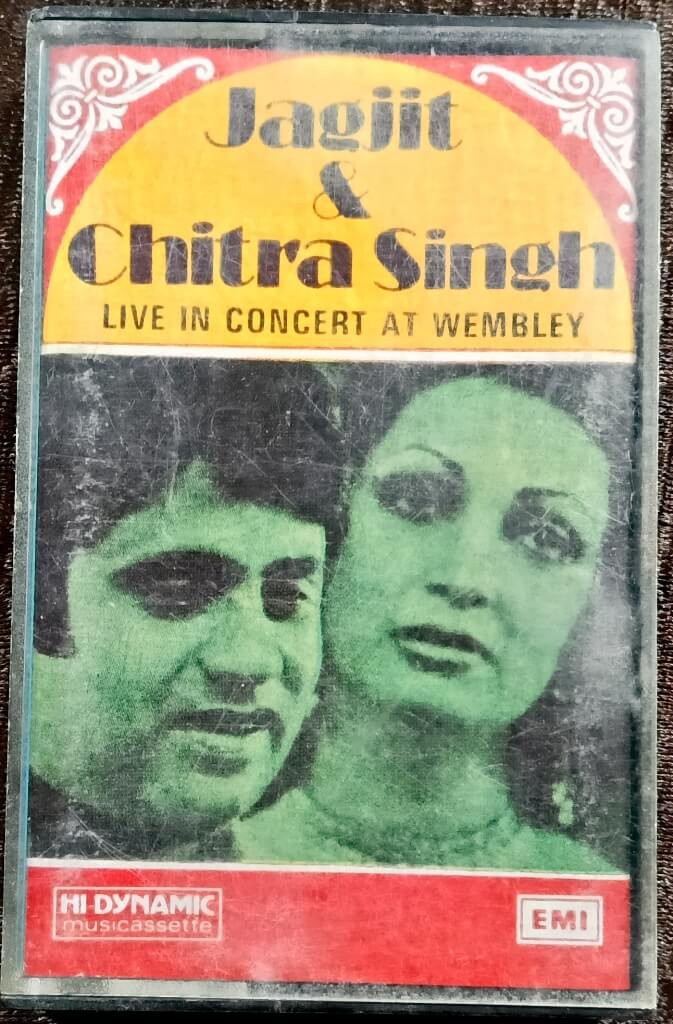 Jagjit
&
Chitra Singh
LIVE IN CONCERT AT WEMBLEY
HI-DYNAMIC
musicassette
EMI